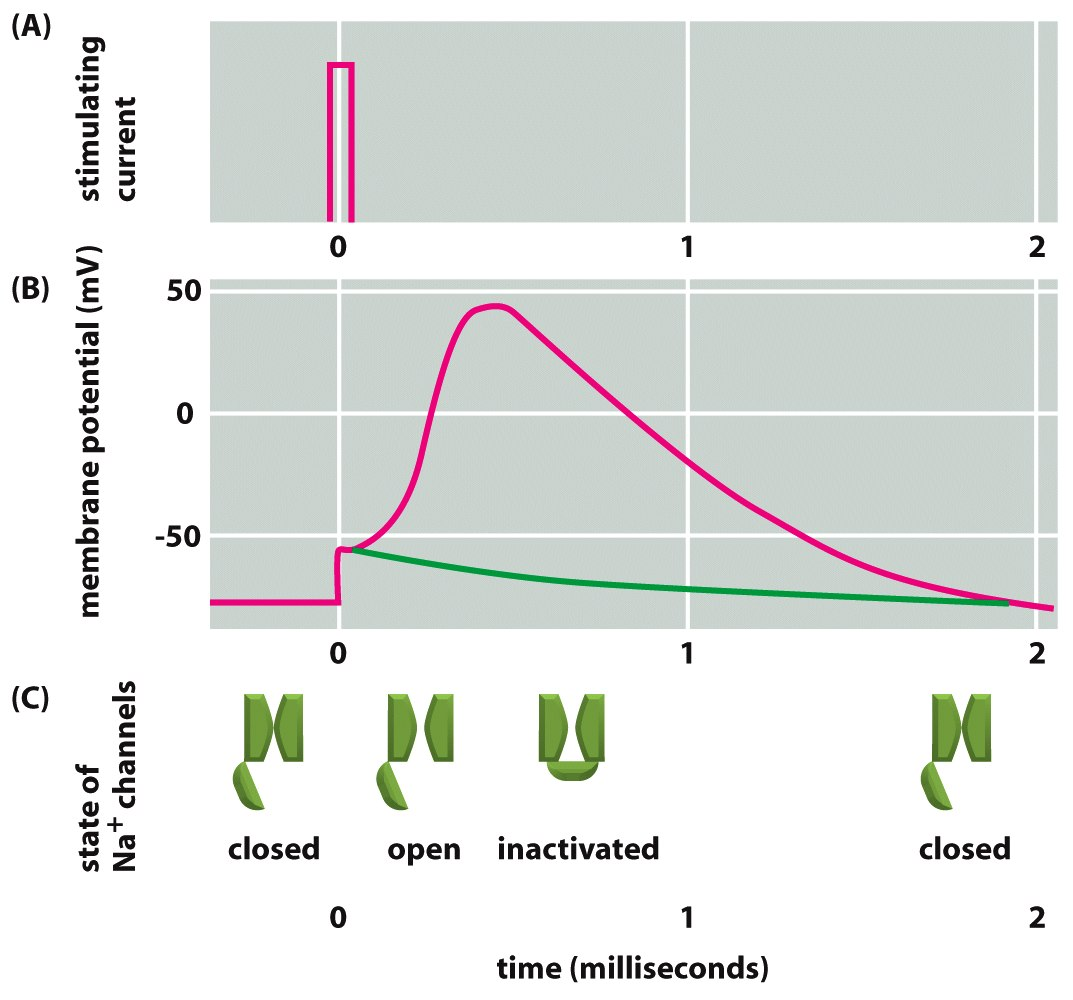 (A)
stimulating
current
0 1 2
(B)
membrane potential (mV)
50
0
-50
0 1 2
(C)
state of
Na+ channels
closed open inactivated closed
0 1 2
time (milliseconds)